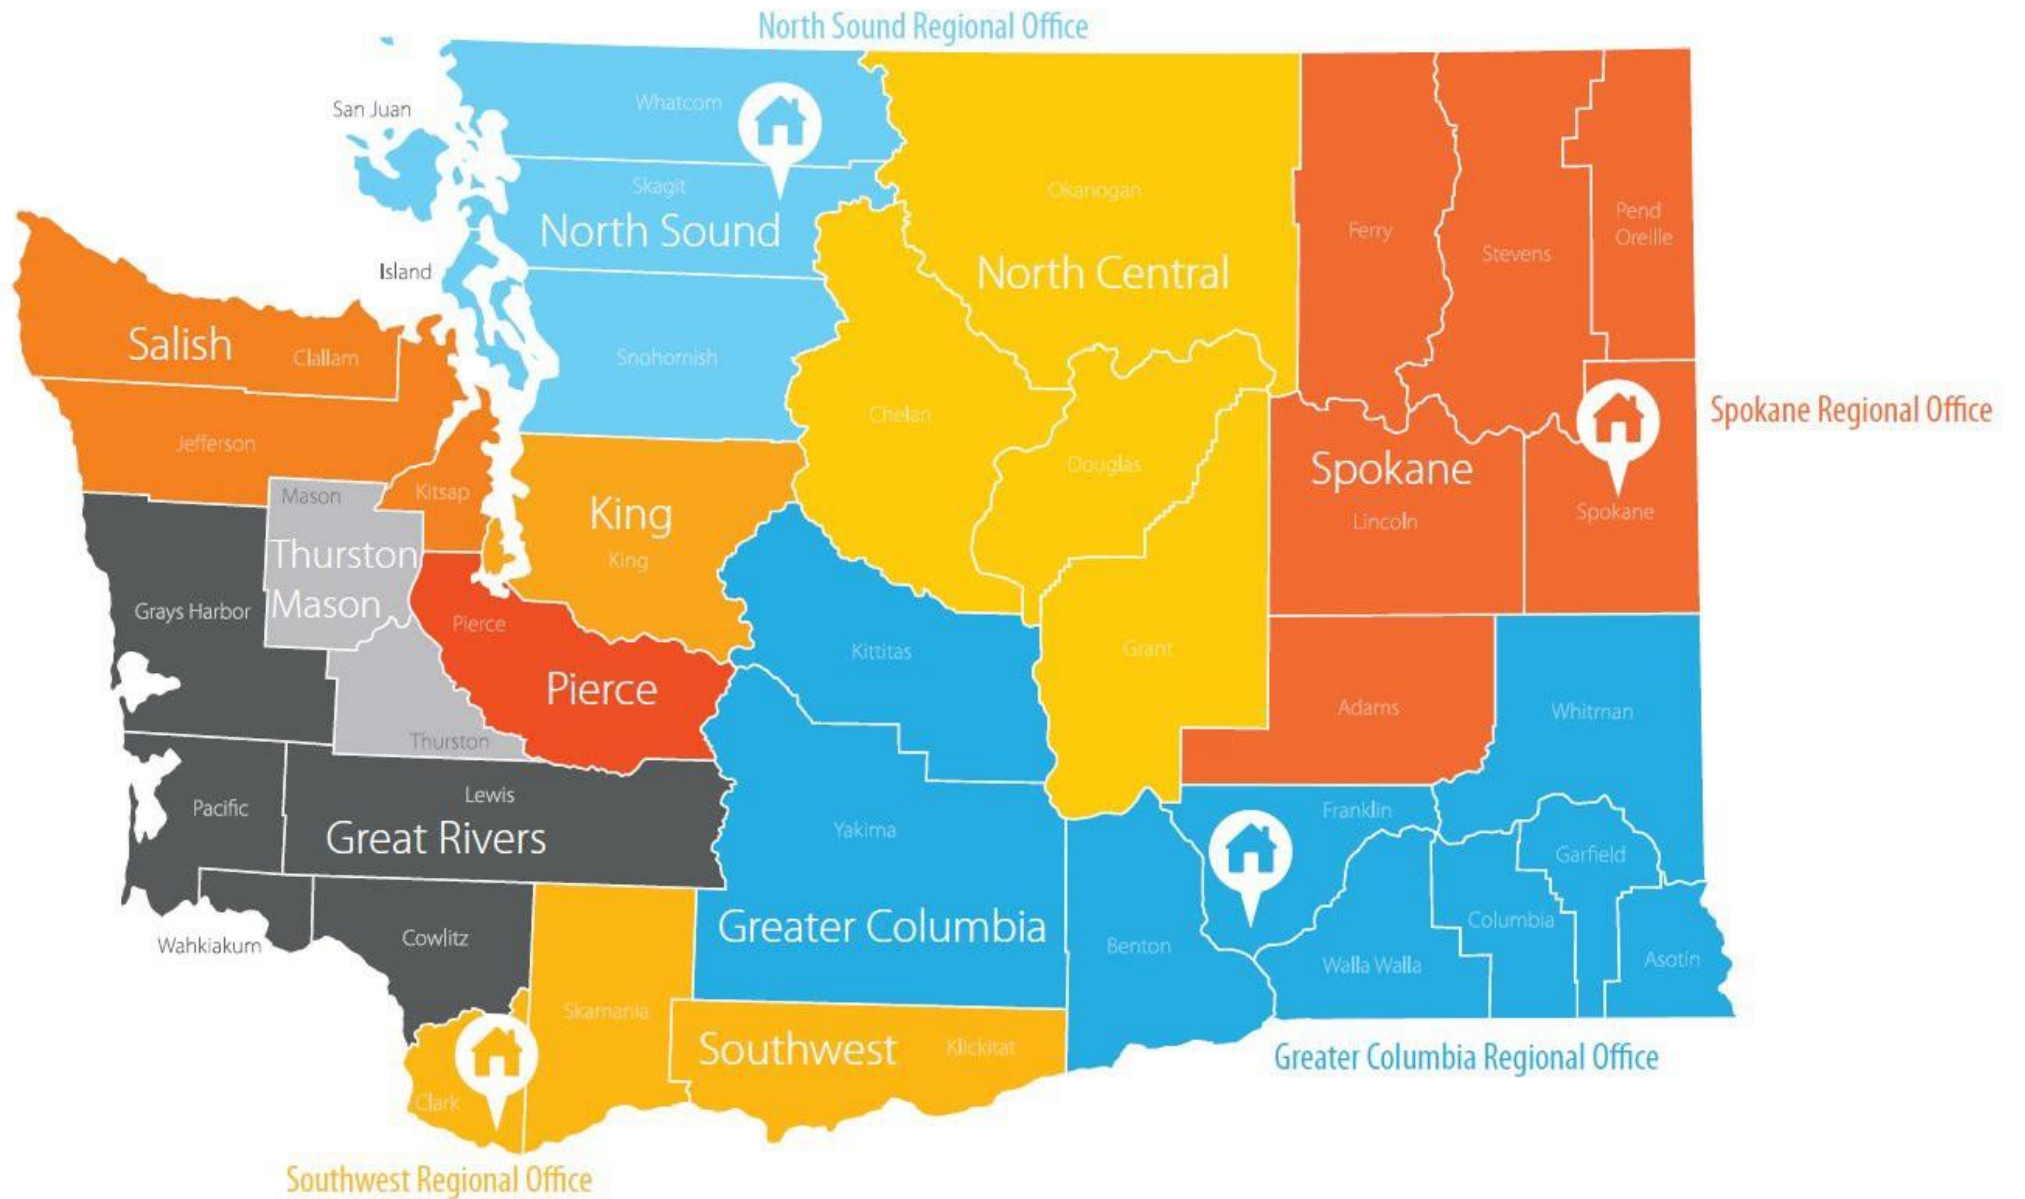 North Sound Regional Office
San Juan
Whatcom
Skagit
North Sound
Okanogan
North Central
Ferry
Stevens
Pend
Oreille
Island
Salish
Clallam
Snohomish
Jefferson
Chelan
Douglas
Spokane Regional Office
Spokane
Lincoln
Spokane
Mason
Kitsap
King
King
Thurston
Mason
Grays Harbor
Pierce
Pierce
Kittitas
Grant
Adams
Whitman
Thurston
Pacific
Lewis
Great Rivers
Yakima
Franklin
Garfield
Greater Columbia
Benton
Columbia
Walla Walla
Asotin
Wahkiakum
Cowlitz
Skamania
Southwest
Klickitat
Clark
Greater Columbia Regional Office
Southwest Regional Office